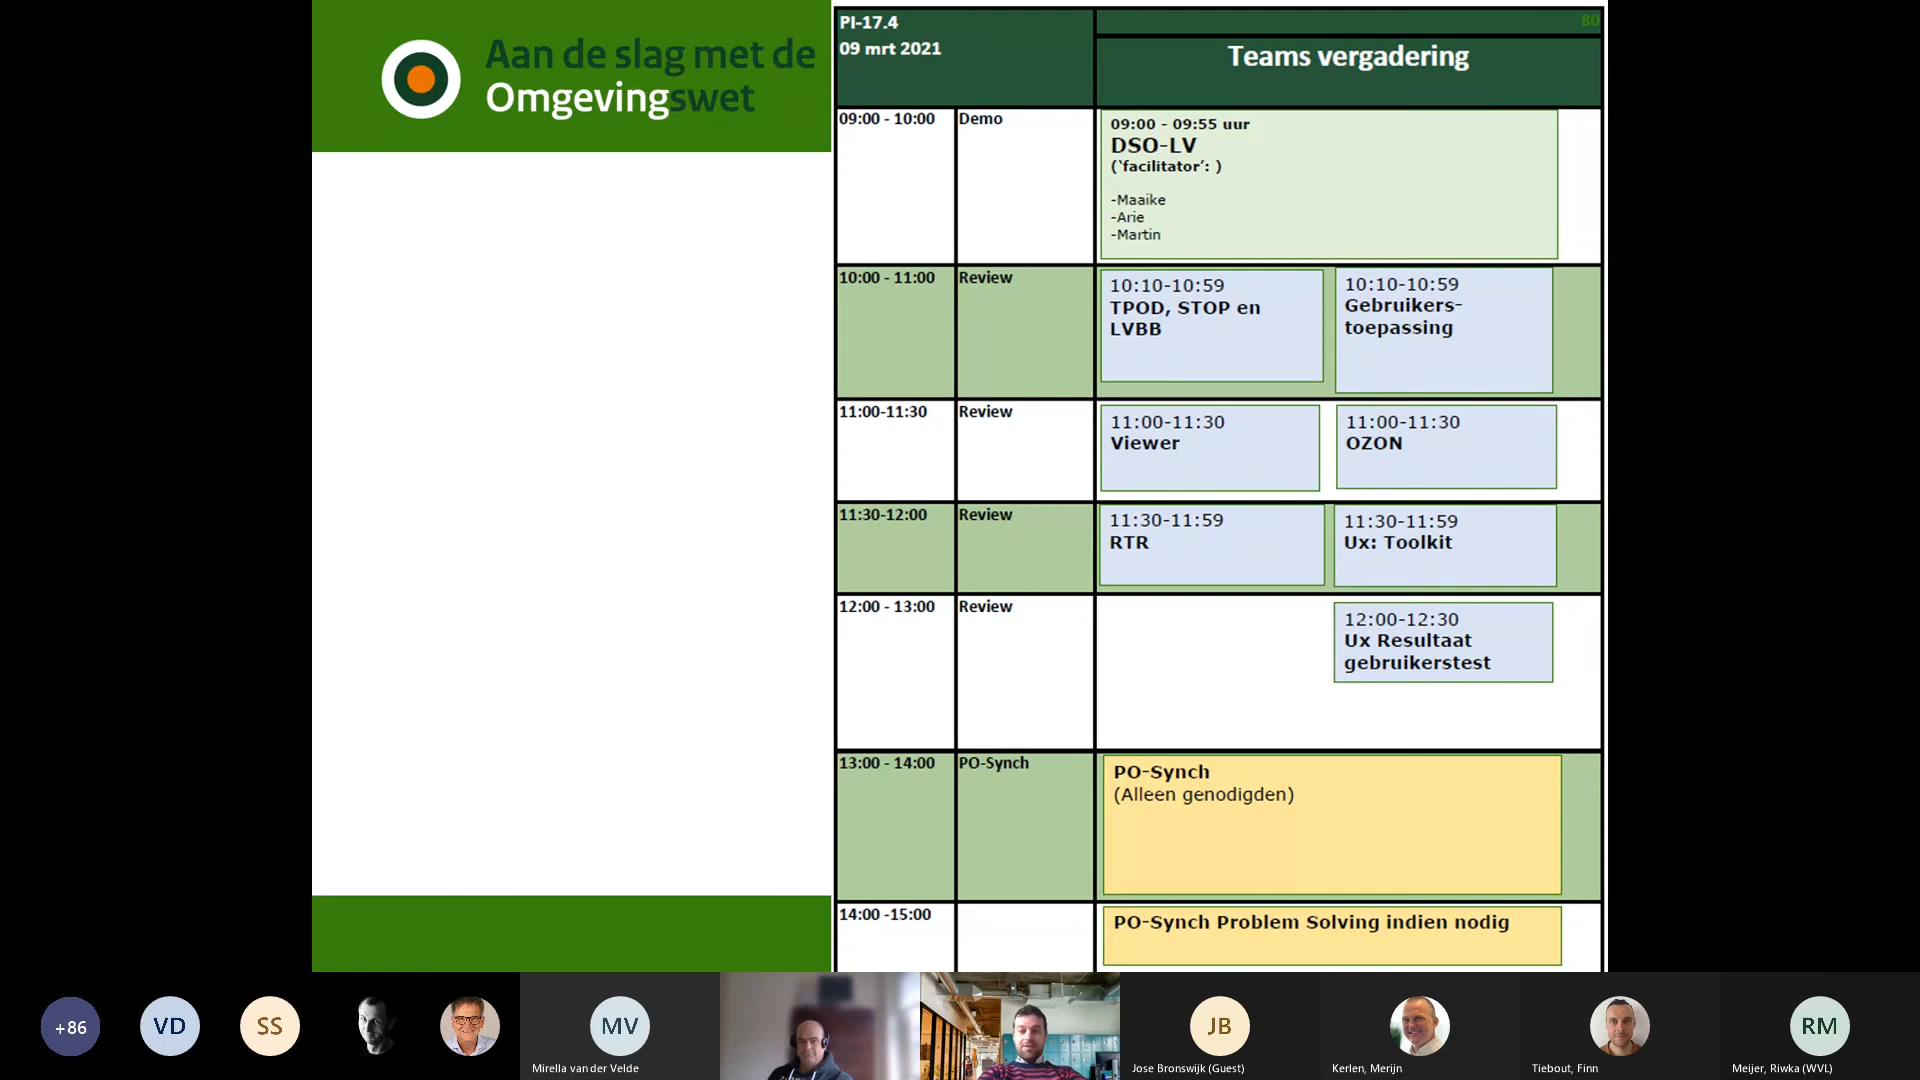 Aan de slag met de
Omgevingswet
PI-17.4
09 mrt 2021
80
Teams vergadering
09:00 - 10:00
Demo
09:00 - 09:55 uur
DSO-LV
('facilitator': )
-Maaike
-Arie
-Martin
10:00 - 11:00
Review
10:10-10:59
TPOD, STOP en
LVBB
10:10-10:59
Gebruikers-
toepassing
11:00-11:30
Review
11:00-11:30
Viewer
11:00-11:30
OZON
11:30-12:00
Review
11:30-11:59
RTR
11:30-11:59
Ux: Toolkit
12:00 - 13:00
Review
12:00-12:30
Ux Resultaat
gebruikerstest
13:00 - 14:00
PO-Synch
PO-Synch
(Alleen genodigden)
14:00 -15:00
PO-Synch Problem Solving indien nodig
+86
VD
SS
MV
Mirella van der Velde
JB
Jose Bronswijk (Guest)
Kerlen, Merijn
Tiebout, Finn
RM
Meijer, Riwka (WVL)